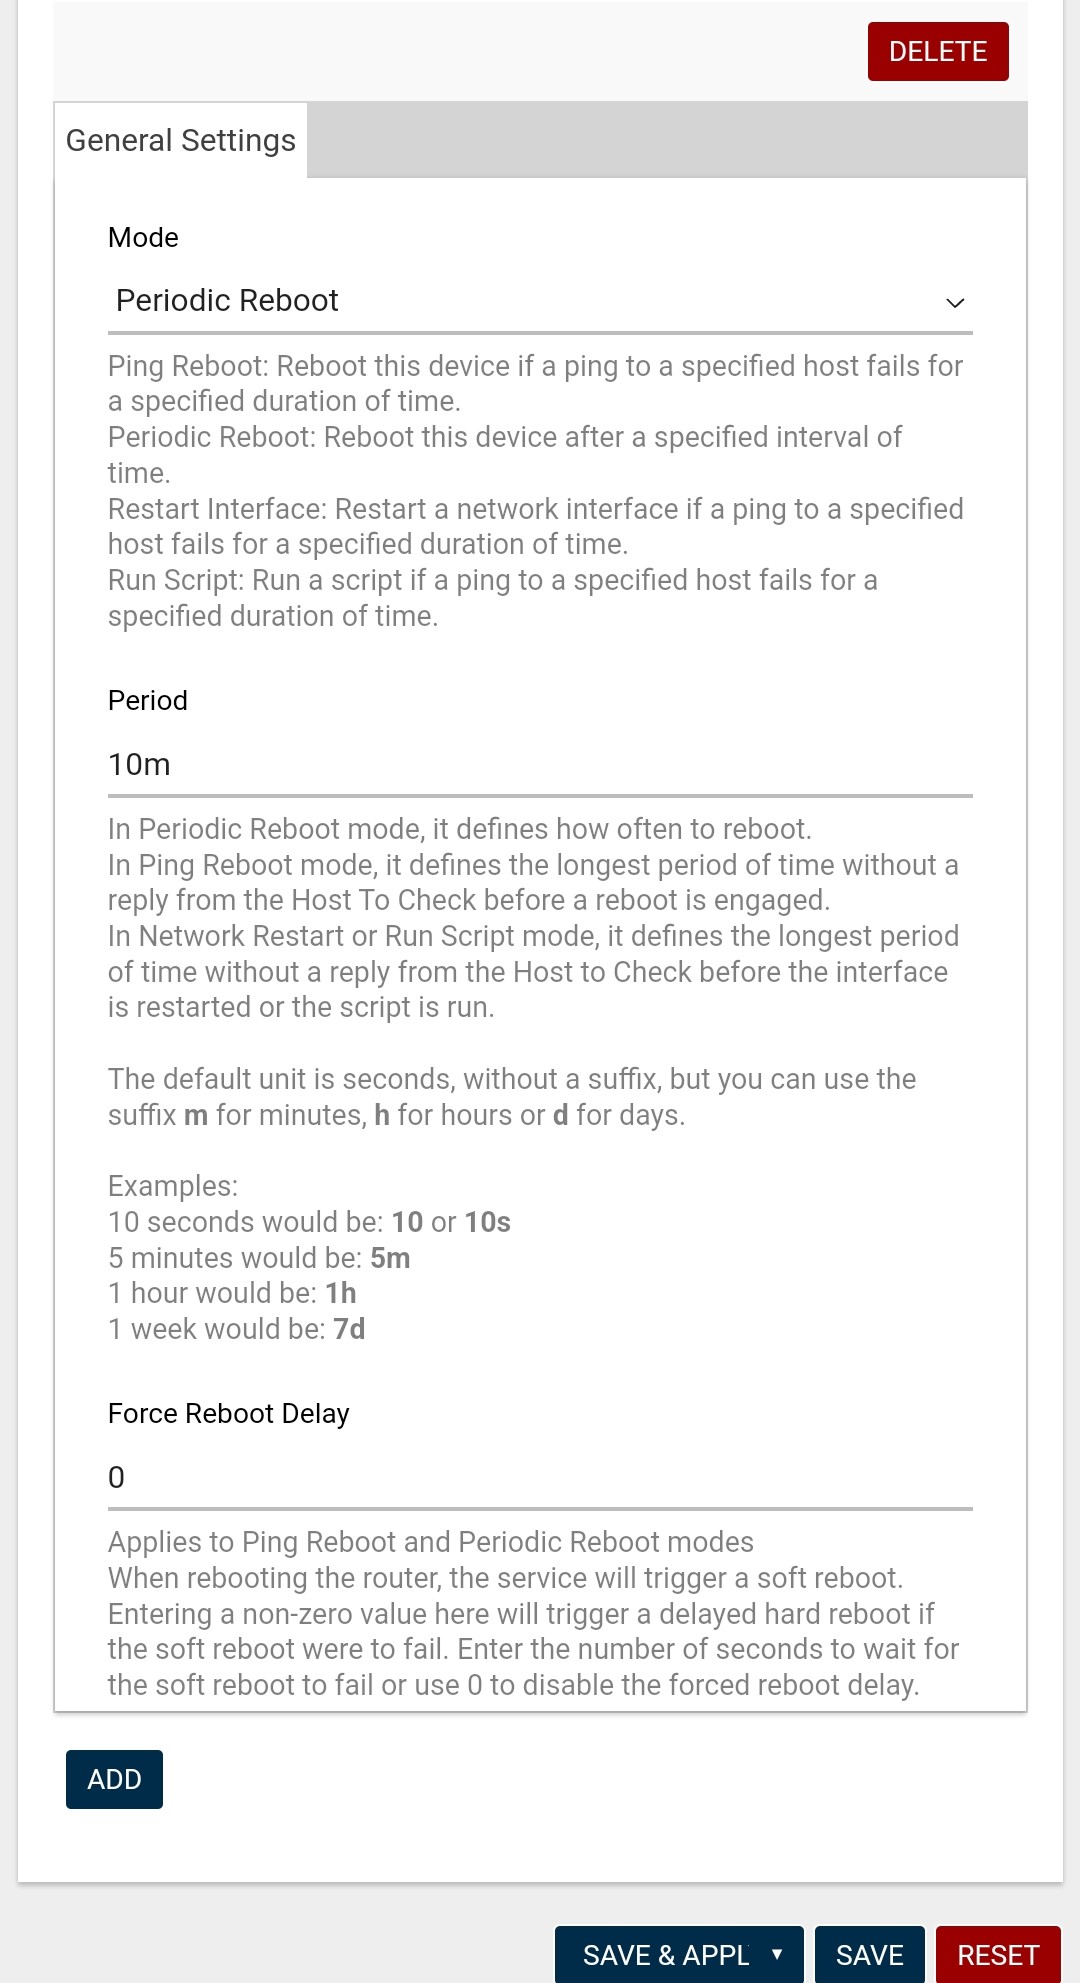 DELETE
General Settings
Mode
Periodic Reboot
Ping Reboot: Reboot this device if a ping to a specified host fails for
a specified duration of time.
Periodic Reboot: Reboot this device after a specified interval of
time.
Restart Interface: Restart a network interface if a ping to a specified
host fails for a specified duration of time.
Run Script: Run a script if a ping to a specified host fails for a
specified duration of time.
Period
10m
In Periodic Reboot mode, it defines how often to reboot.
In Ping Reboot mode, it defines the longest period of time without a
reply from the Host To Check before a reboot is engaged.
In Network Restart or Run Script mode, it defines the longest period
of time without a reply from the Host to Check before the interface
is restarted or the script is run.
The default unit is seconds, without a suffix, but you can use the
suffix m for minutes, h for hours or d for days.
Examples:
10 seconds would be: 10 or 10s
5 minutes would be: 5m
1 hour would be: 1h
1 week would be: 7d
Force Reboot Delay
0
Applies to Ping Reboot and Periodic Reboot modes
When rebooting the router, the service will trigger a soft reboot.
Entering a non-zero value here will trigger a delayed hard reboot if
the soft reboot were to fail. Enter the number of seconds to wait for
the soft reboot to fail or use 0 to disable the forced reboot delay.
ADD
SAVE & APPL ▼ SAVE RESET